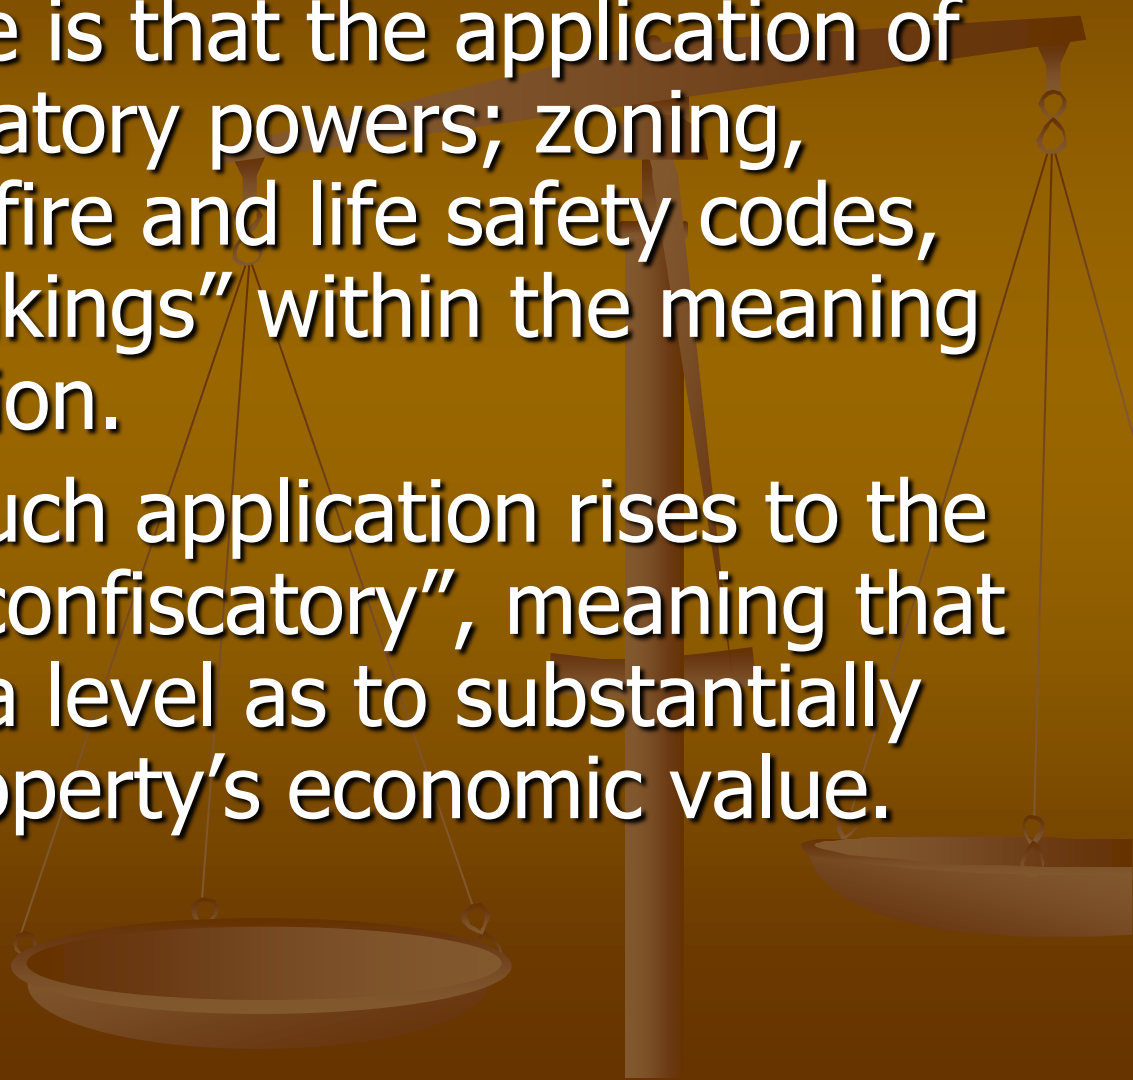 e is that the application of
atory powers; zoning,
fire and life safety codes,
kings” within the meaning
ion.
uch application rises to the
confiscatory”, meaning that
a level as to substantially
operty’s economic value.